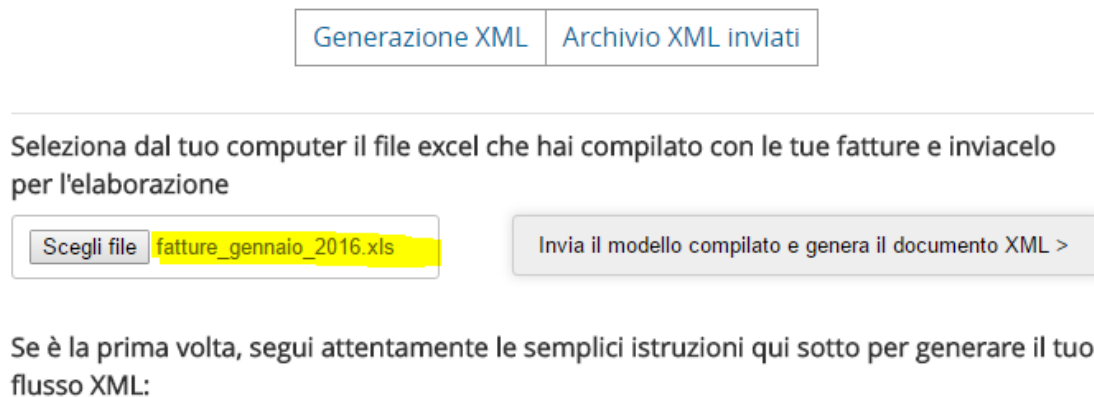 Generazione XML Archivio XML inviati
Seleziona dal tuo computer il file excel che hai compilato con le tue fatture e inviacelo
per l'elaborazione
Scegli file fatture_gennaio_2016.xls Invia il modello compilato e genera il documento XML >
Se è la prima volta, segui attentamente le semplici istruzioni qui sotto per generare il tuo
flusso XML: